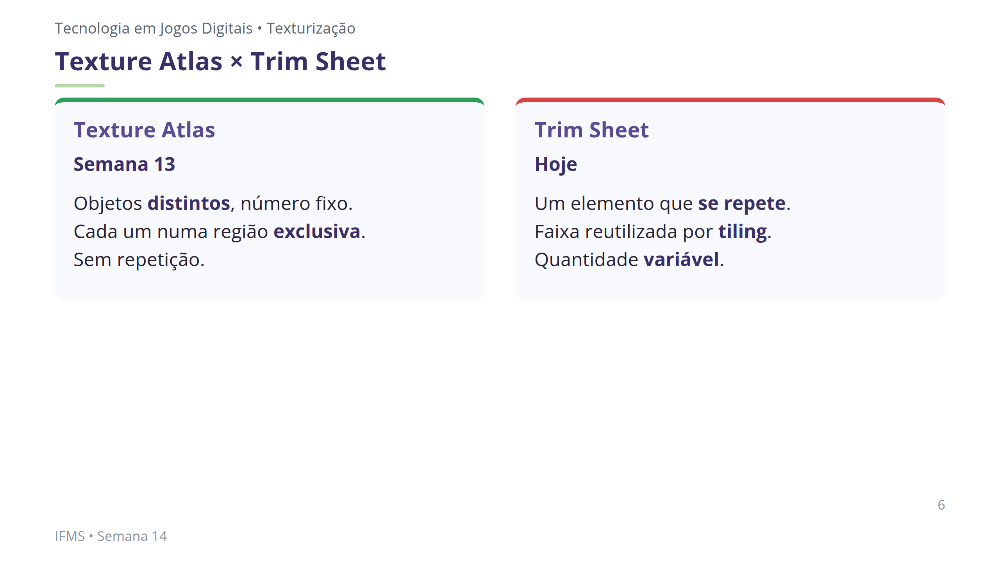 Tecnologia em Jogos Digitais • Texturização
Texture Atlas × Trim Sheet
Texture Atlas
Semana 13
Objetos distintos, número fixo.
Cada um numa região exclusiva.
Sem repetição.
Trim Sheet
Hoje
Um elemento que se repete.
Faixa reutilizada por tiling.
Quantidade variável.
6
IFMS • Semana 14